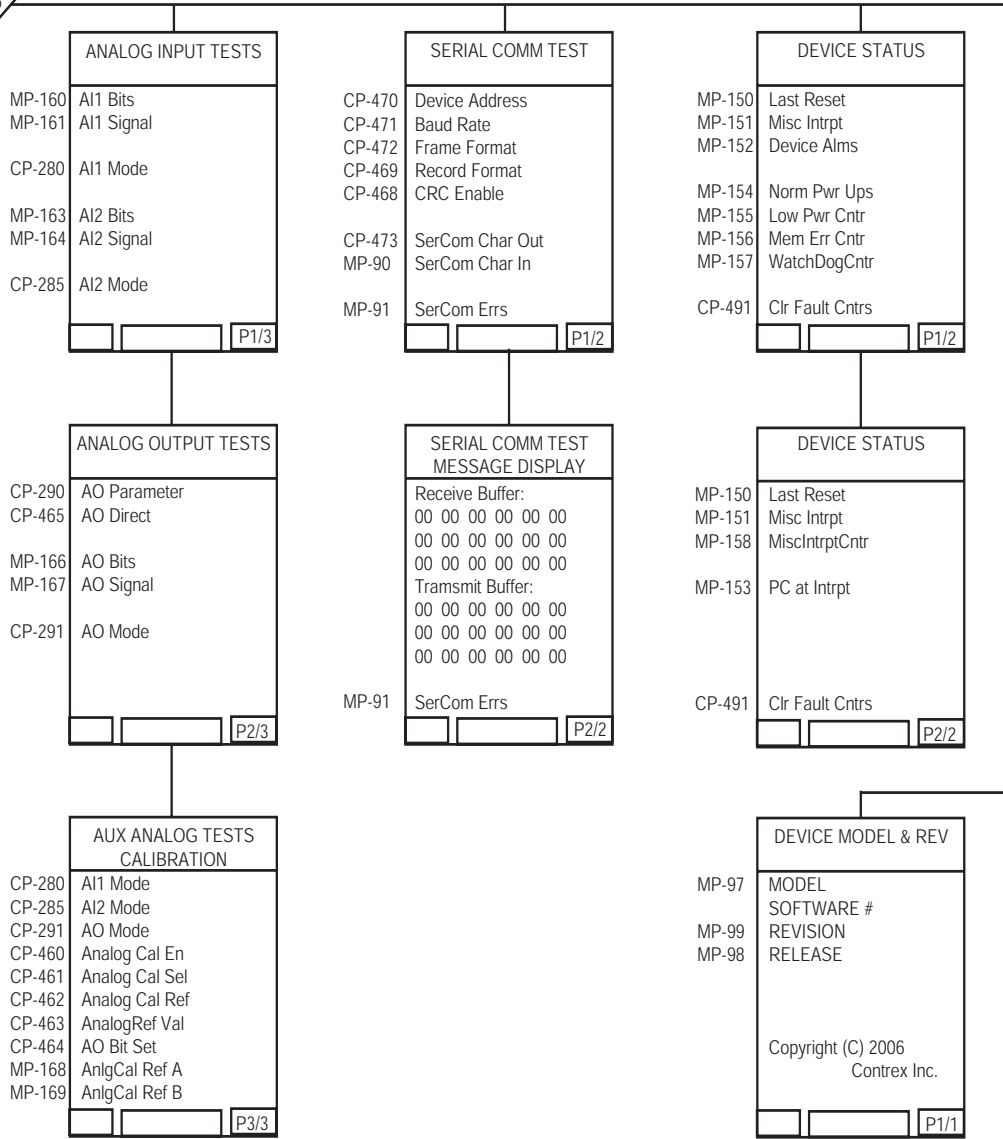 ANALOG INPUT TESTS
MP-160 AI1 Bits
MP-161 AI1 Signal
CP-280 AI1 Mode
MP-163 AI2 Bits
MP-164 AI2 Signal
CP-285 AI2 Mode
P1/3
ANALOG OUTPUT TESTS
CP-290 AO Parameter
CP-465 AO Direct
MP-166 AO Bits
MP-167 AO Signal
CP-291 AO Mode
P2/3
AUX ANALOG TESTS
CALIBRATION
CP-280 AI1 Mode
CP-285 AI2 Mode
CP-291 AO Mode
CP-460 Analog Cal En
CP-461 Analog Cal Sel
CP-462 Analog Cal Ref
CP-463 AnalogRef Val
CP-464 AO Bit Set
MP-168 AnlgCal Ref A
MP-169 AnlgCal Ref B
P3/3
SERIAL COMM TEST
CP-470 Device Address
CP-471 Baud Rate
CP-472 Frame Format
CP-469 Record Format
CP-468 CRC Enable
CP-473 SerCom Char Out
MP-90 SerCom Char In
MP-91 SerCom Errs
P1/2
SERIAL COMM TEST
MESSAGE DISPLAY
Receive Buffer:
00 00 00 00 00 00
00 00 00 00 00 00
00 00 00 00 00 00
Tramsmit Buffer:
00 00 00 00 00 00
00 00 00 00 00 00
00 00 00 00 00 00
MP-91 SerCom Errs
P2/2
DEVICE STATUS
MP-150 Last Reset
MP-151 Misc Intrpt
MP-152 Device Alms
MP-154 Norm Pwr Ups
MP-155 Low Pwr Cntr
MP-156 Mem Err Cntr
MP-157 WatchDogCntr
CP-491 Clr Fault Cntrs
P1/2
DEVICE STATUS
MP-150 Last Reset
MP-151 Misc Intrpt
MP-158 MiscIntrptCntr
MP-153 PC at Intrpt
CP-491 Clr Fault Cntrs
P2/2
DEVICE MODEL & REV
MP-97 MODEL
SOFTWARE #
MP-99 REVISION
MP-98 RELEASE
Copyright (C) 2006
Contrex Inc.
P1/1